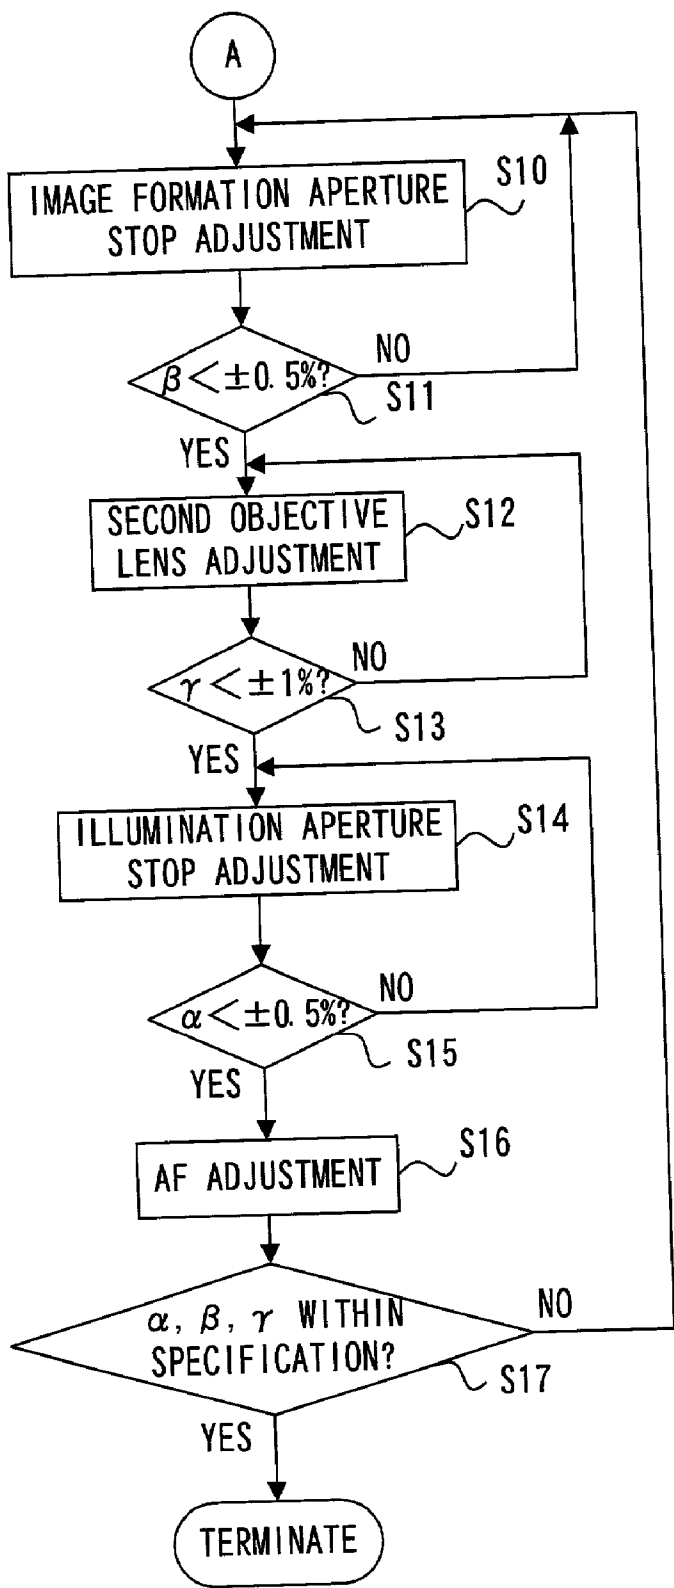 A
IMAGE FORMATION APERTURE
STOP ADJUSTMENT
S10
β<±0.5%?
NO
S11
YES
SECOND OBJECTIVE
LENS ADJUSTMENT
S12
γ<±1%?
NO
S13
YES
ILLUMINATION APERTURE
STOP ADJUSTMENT
S14
α<±0.5%?
NO
S15
YES
AF ADJUSTMENT
S16
α, β, γ WITHIN
SPECIFICATION?
NO
S17
YES
TERMINATE